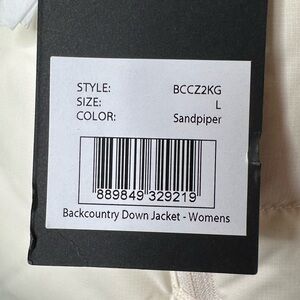 STYLE: BCCZ2KG
SIZE: L
COLOR: Sandpiper
889849 329219
Backcountry Down Jacket - Womens